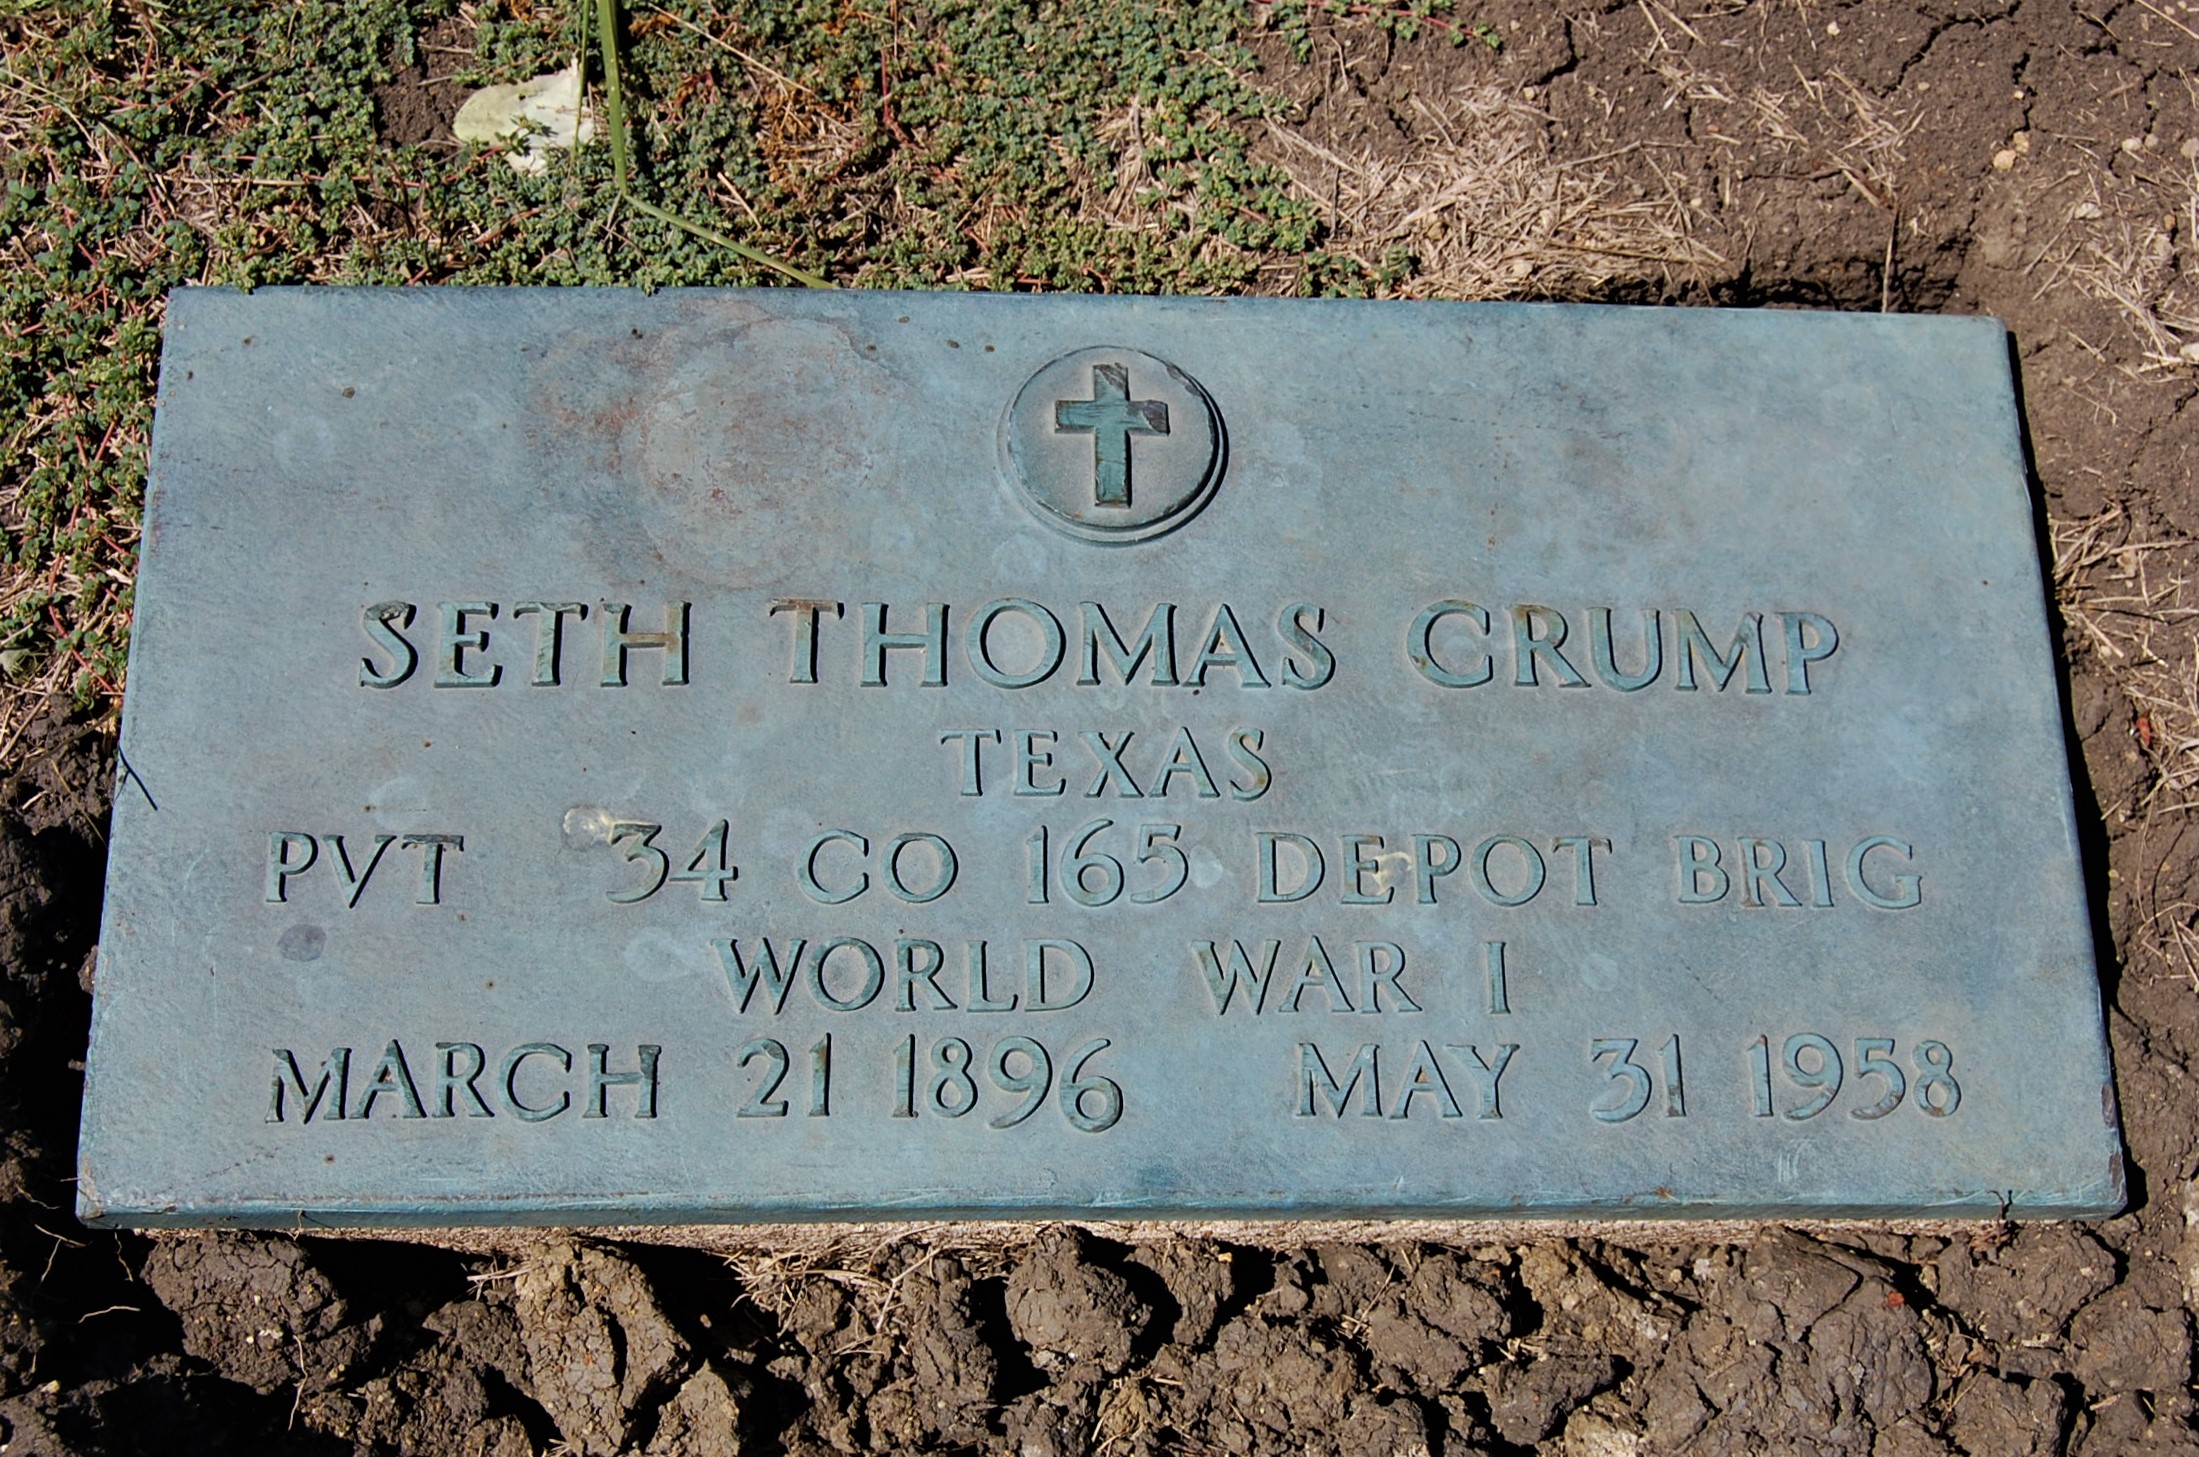 SETH THOMAS CRUMP
TEXAS
PVT 34 CO 165 DEPOT BRIG
WORLD WAR I
MARCH 21 1896 MAY 31 1958